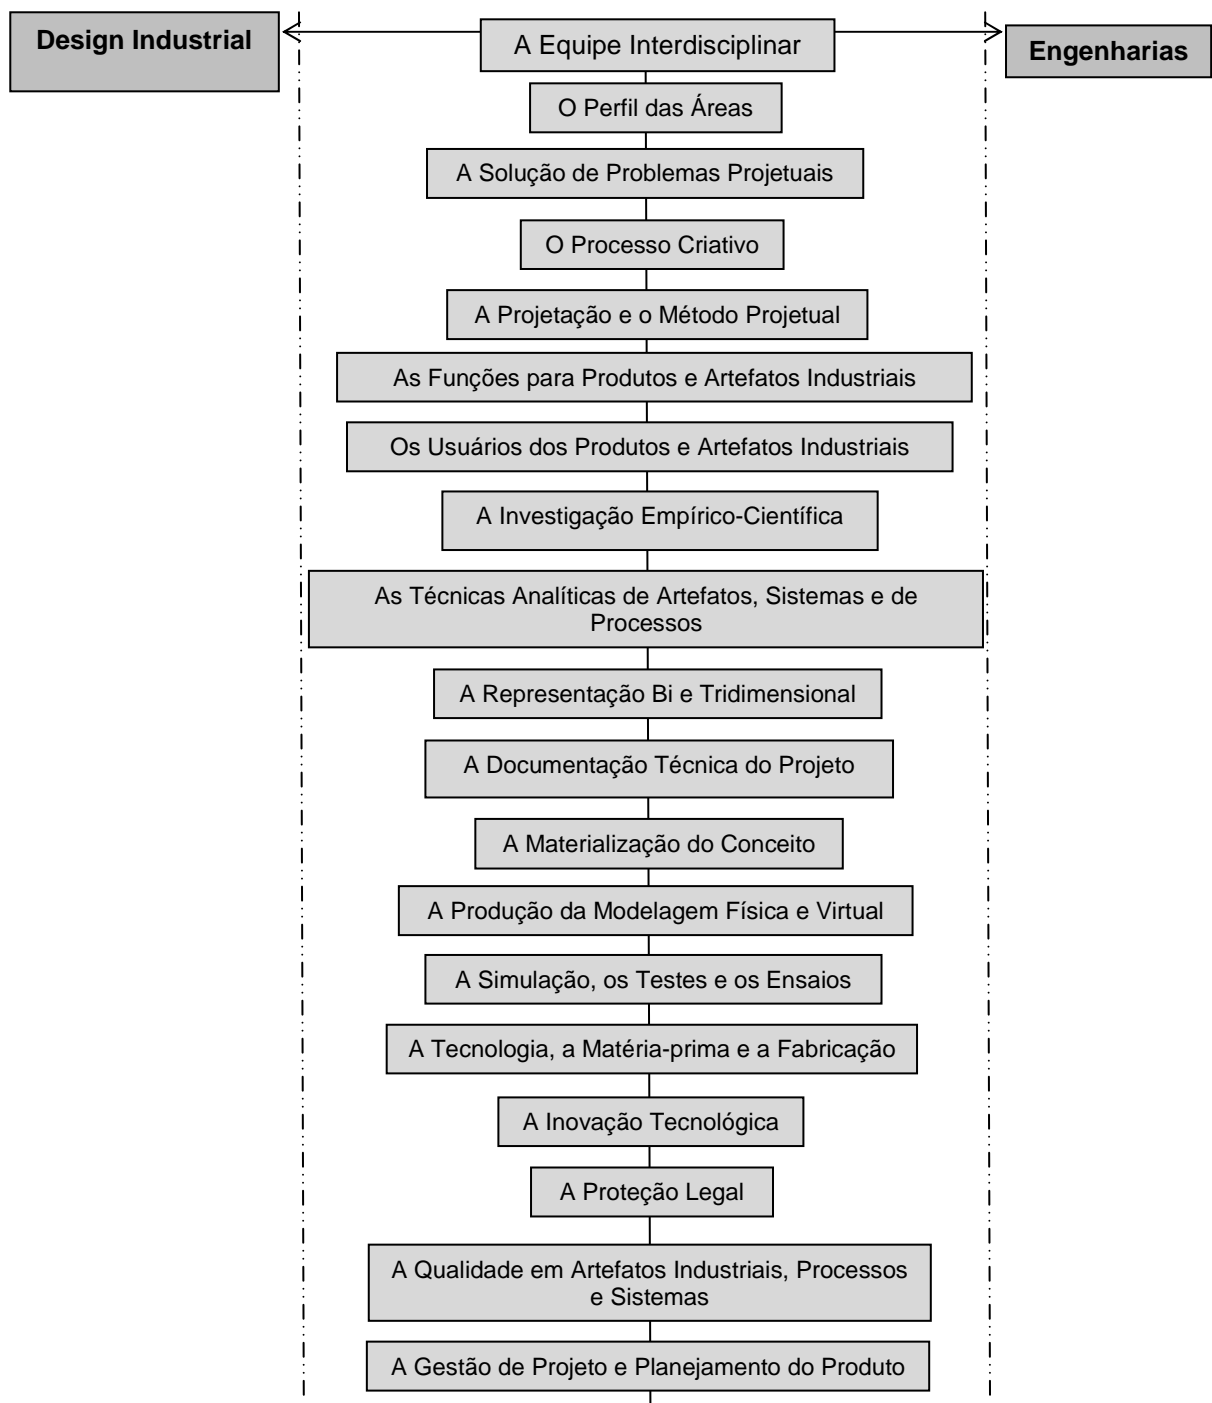 Design Industrial
A Equipe Interdisciplinar
Engenharias
O Perfil das Áreas
A Solução de Problemas Projetuais
O Processo Criativo
A Projetação e o Método Projetual
As Funções para Produtos e Artefatos Industriais
Os Usuários dos Produtos e Artefatos Industriais
A Investigação Empírico-Científica
As Técnicas Analíticas de Artefatos, Sistemas e de
Processos
A Representação Bi e Tridimensional
A Documentação Técnica do Projeto
A Materialização do Conceito
A Produção da Modelagem Física e Virtual
A Simulação, os Testes e os Ensaios
A Tecnologia, a Matéria-prima e a Fabricação
A Inovação Tecnológica
A Proteção Legal
A Qualidade em Artefatos Industriais, Processos
e Sistemas
A Gestão de Projeto e Planejamento do Produto